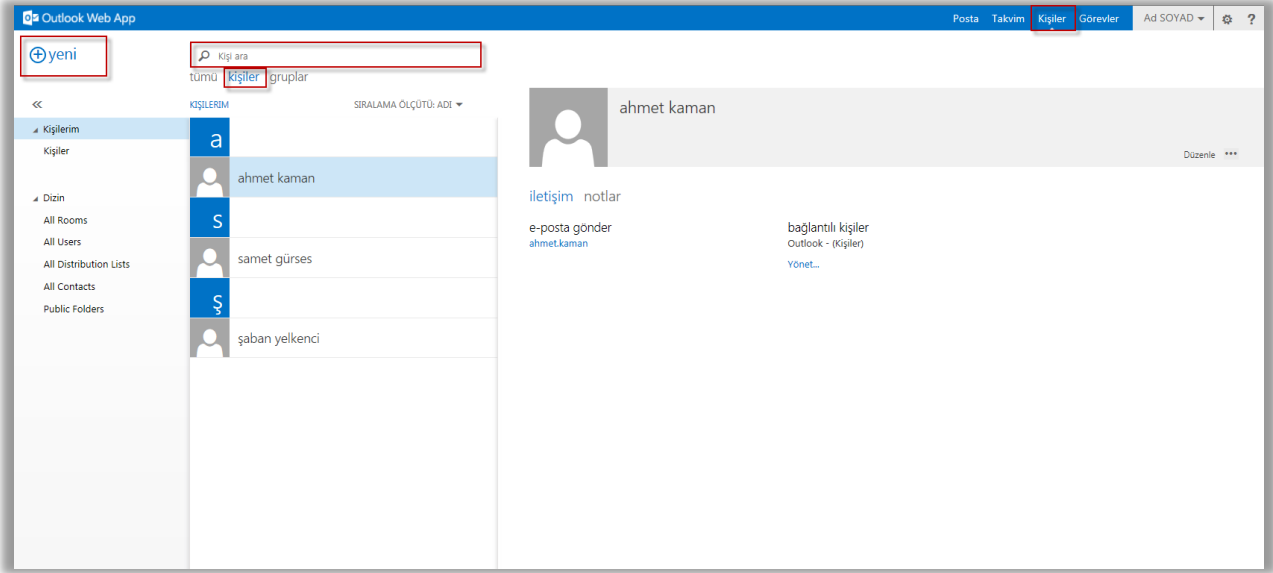 Outlook Web App
Posta Takvim Kişiler Görevler Ad SOYAD ?
yeni
Kişi ara
tümü kişiler gruplar
KİŞİLERİM SIRALAMA ÖLÇÜTÜ: ADI
Kişilerim
Kişiler
Dizin
All Rooms
All Users
All Distribution Lists
All Contacts
Public Folders
a
ahmet kaman
s
samet gürses
ş
şaban yelkenci
ahmet kaman
Düzenle •••
iletişim notlar
e-posta gönder
ahmet.kaman
bağlantılı kişiler
Outlook - (Kişiler)
Yönet...